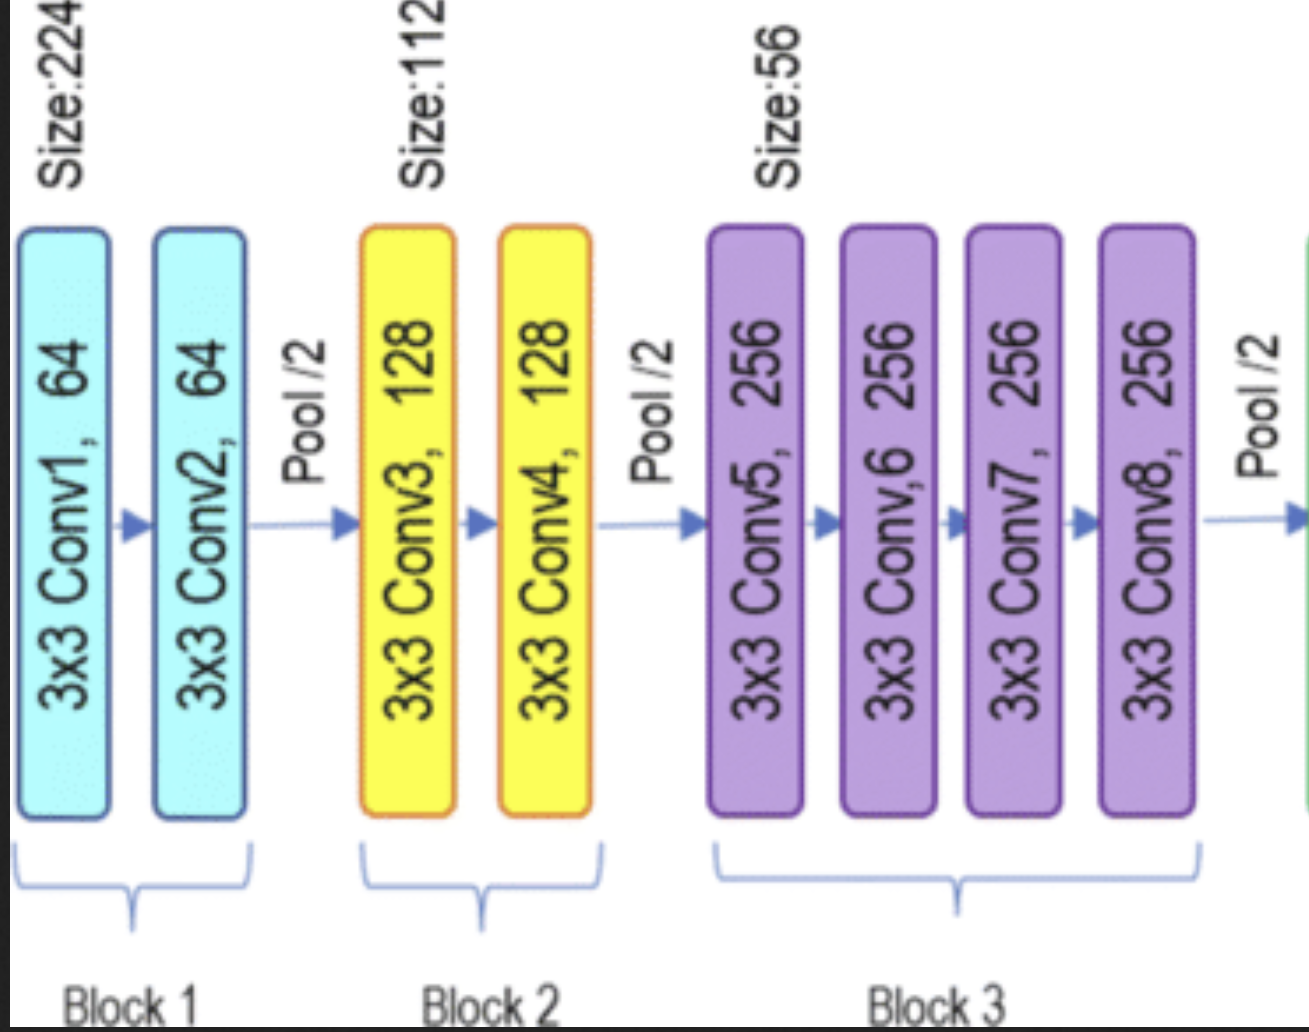 Size:224
Size:112
Size:56
3x3 Conv1, 64
3x3 Conv2, 64
Pool /2
3x3 Conv3, 128
3x3 Conv4, 128
Pool /2
3x3 Conv5, 256
3x3 Conv,6 256
3x3 Conv7, 256
3x3 Conv8, 256
Pool /2
Block 1
Block 2
Block 3